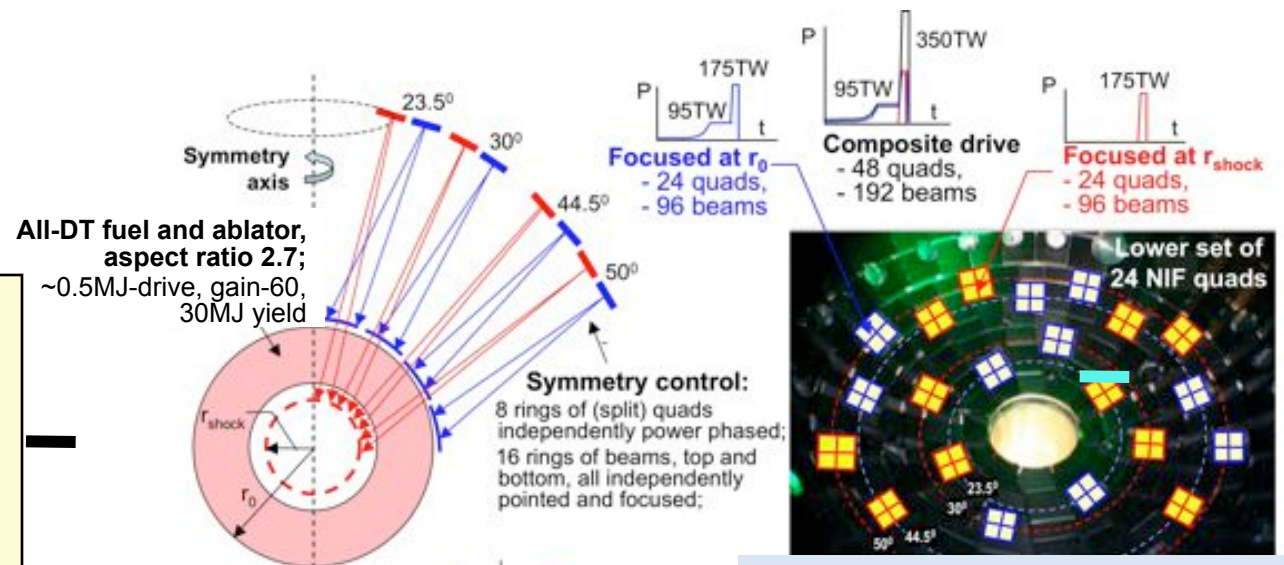 P
350TW
95TW
t
Composite drive
- 48 quads,
- 192 beams
P
175TW
95TW
t
Focused at r0
- 24 quads,
- 96 beams
P
175TW
t
Focused at rshock
- 24 quads,
- 96 beams
23.5⁰
30⁰
44.5⁰
50⁰
Symmetry
axis
All-DT fuel and ablator,
aspect ratio 2.7;
~0.5MJ-drive, gain-60,
30MJ yield
rshock
r0
Symmetry control:
8 rings of (split) quads
independently power phased;
16 rings of beams, top and
bottom, all independently
pointed and focused;
Lower set of
24 NIF quads
23.5⁰
30⁰
44.5⁰
50⁰